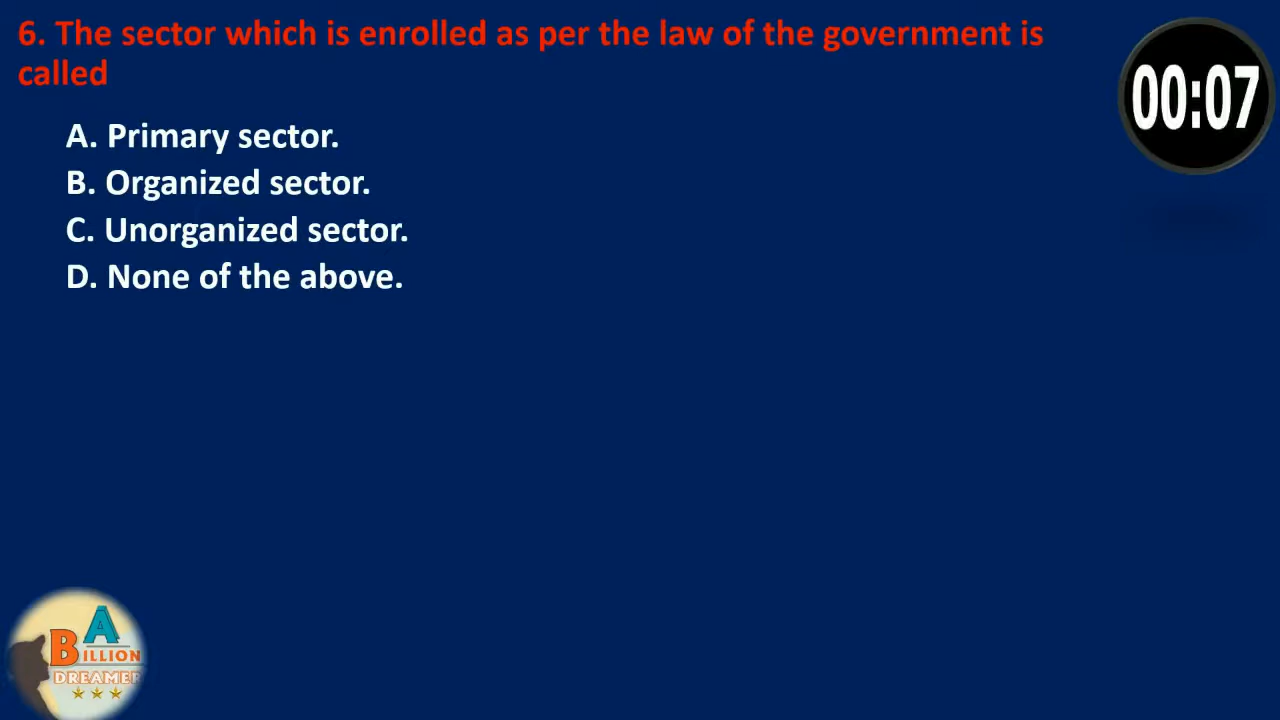 6. The sector which is enrolled as per the law of the government is
called
00:07
A. Primary sector.
B. Organized sector.
C. Unorganized sector.
D. None of the above.
A
BILLION
DREAMER